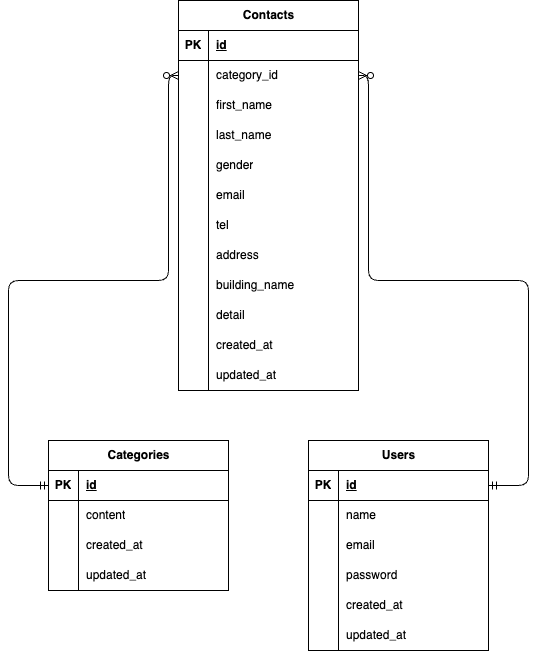 Contacts
PK id
category_id
first_name
last_name
gender
email
tel
address
building_name
detail
created_at
updated_at
Categories
PK id
content
created_at
updated_at
Users
PK id
name
email
password
created_at
updated_at